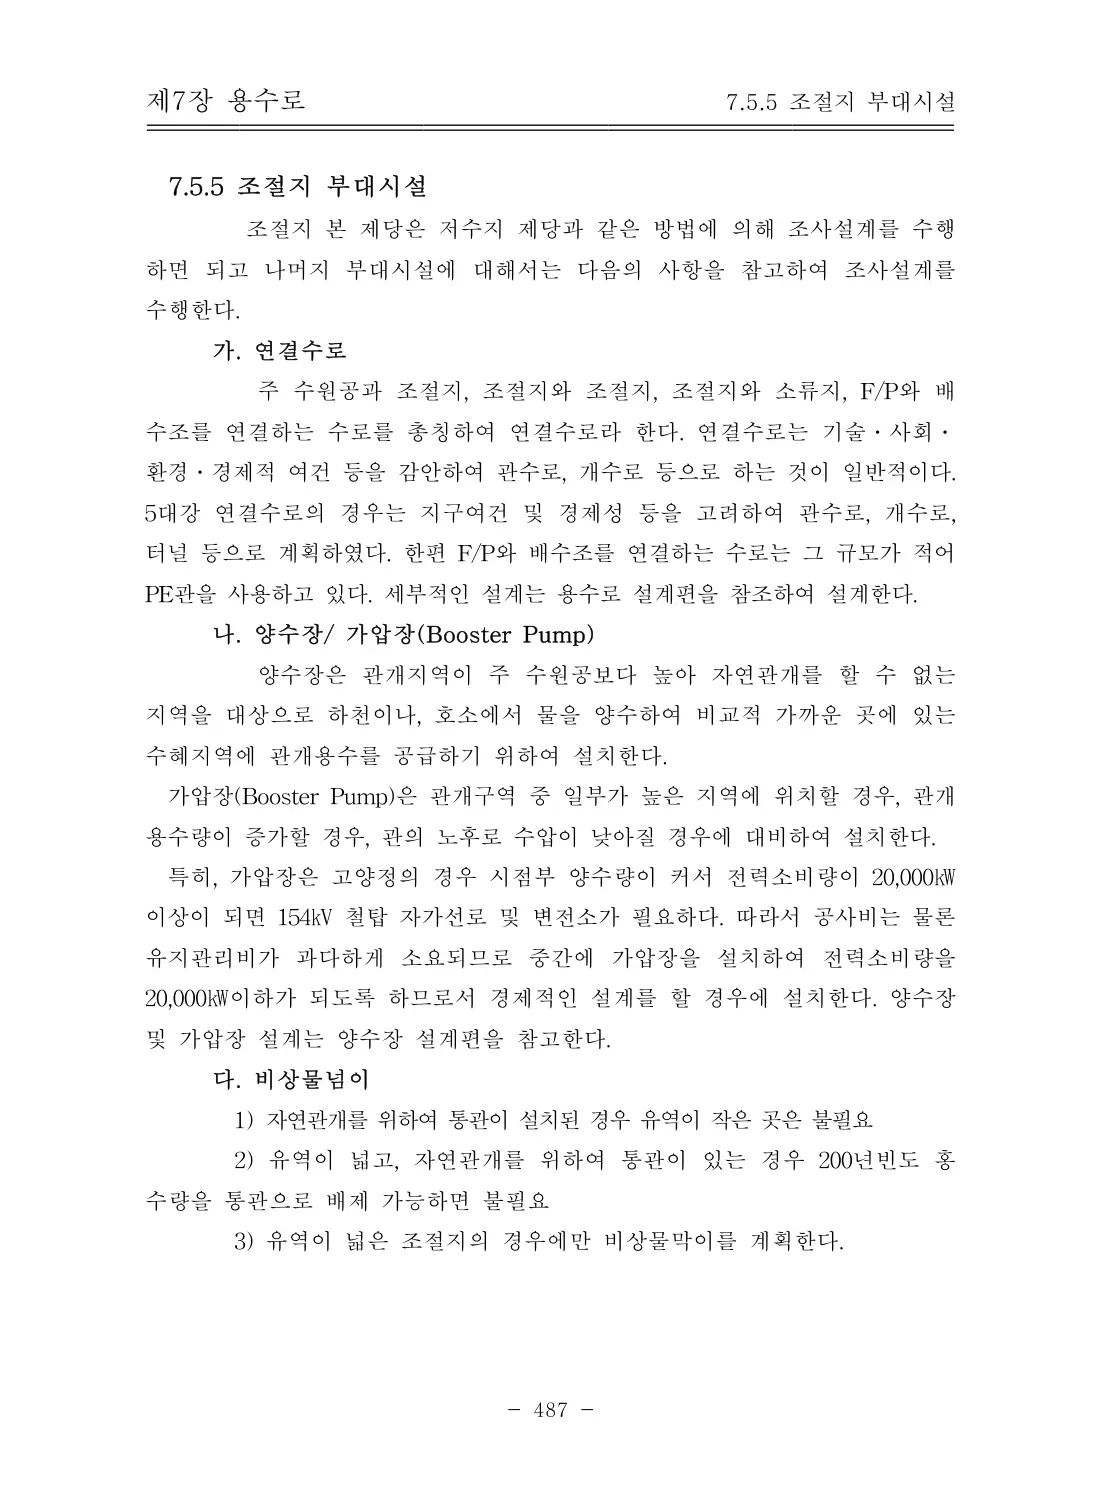 제7장 용수로
7.5.5 조절지 부대시설
7.5.5 조절지 부대시설
조절지 본 제당은 저수지 제당과 같은 방법에 의해 조사설계를 수행
하면 되고 나머지 부대시설에 대해서는 다음의 사항을 참고하여 조사설계를
수행한다.
가. 연결수로
주 수원공과 조절지, 조절지와 조절지, 조절지와 소류지, F/P와 배
수조를 연결하는 수로를 총칭하여 연결수로라 한다. 연결수로는 기술·사회·
환경·경제적 여건 등을 감안하여 관수로, 개수로 등으로 하는 것이 일반적이다.
5대강 연결수로의 경우는 지구여건 및 경제성 등을 고려하여 관수로, 개수로,
터널 등으로 계획하였다. 한편 F/P와 배수조를 연결하는 수로는 그 규모가 적어
PE관을 사용하고 있다. 세부적인 설계는 용수로 설계편을 참조하여 설계한다.
나. 양수장/ 가압장(Booster Pump)
양수장은 관개지역이 주 수원공보다 높아 자연관개를 할 수 없는
지역을 대상으로 하천이나, 호소에서 물을 양수하여 비교적 가까운 곳에 있는
수혜지역에 관개용수를 공급하기 위하여 설치한다.
가압장(Booster Pump)은 관개구역 중 일부가 높은 지역에 위치할 경우, 관개
용수량이 증가할 경우, 관의 노후로 수압이 낮아질 경우에 대비하여 설치한다.
특히, 가압장은 고양정의 경우 시점부 양수량이 커서 전력소비량이 20,000㎾
이상이 되면 154㎸ 철탑 자가선로 및 변전소가 필요하다. 따라서 공사비는 물론
유지관리비가 과다하게 소요되므로 중간에 가압장을 설치하여 전력소비량을
20,000㎾이하가 되도록 하므로서 경제적인 설계를 할 경우에 설치한다. 양수장
및 가압장 설계는 양수장 설계편을 참고한다.
다. 비상물넘이
1) 자연관개를 위하여 통관이 설치된 경우 유역이 작은 곳은 불필요
2) 유역이 넓고, 자연관개를 위하여 통관이 있는 경우 200년빈도 홍
수량을 통관으로 배제 가능하면 불필요
3) 유역이 넓은 조절지의 경우에만 비상물막이를 계획한다.
- 487 -